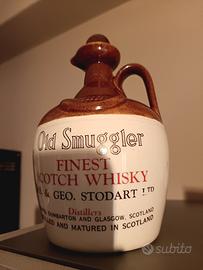 Old Smuggler
FINEST
SCOTCH WHISKY
& GEO. STODART LTD
Distillers
DUMBARTON AND GLASGOW, SCOTLAND
AND MATURED IN SCOTLAND
subito